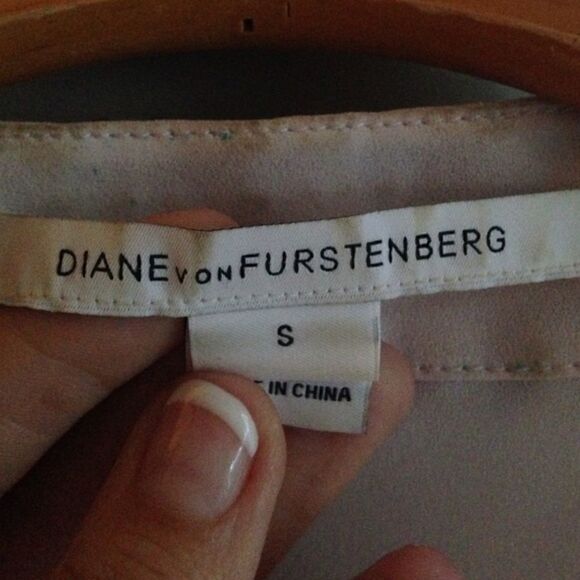 DIANE VON FURSTENBERG
S
IN CHINA